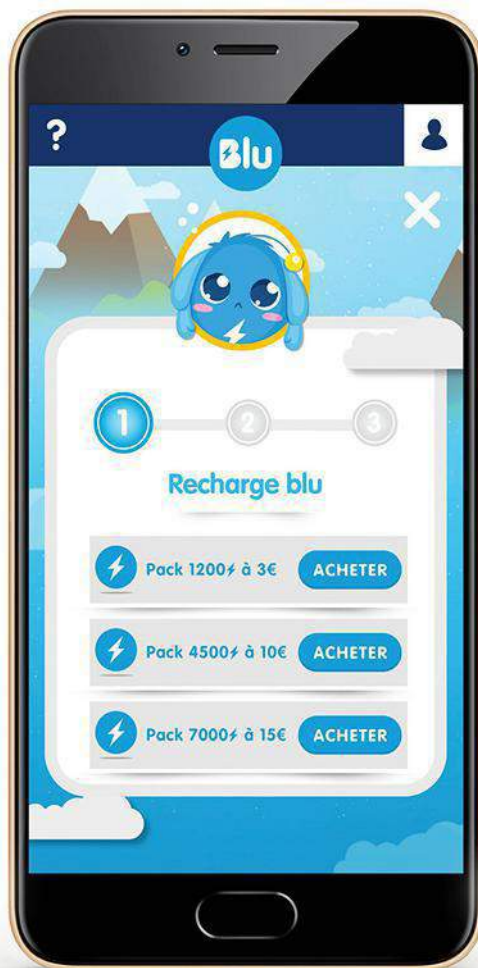 ?
Blu
1
2
3
Recharge blu
Pack 1200⚡ à 3€ ACHETER
Pack 4500⚡ à 10€ ACHETER
Pack 7000⚡ à 15€ ACHETER